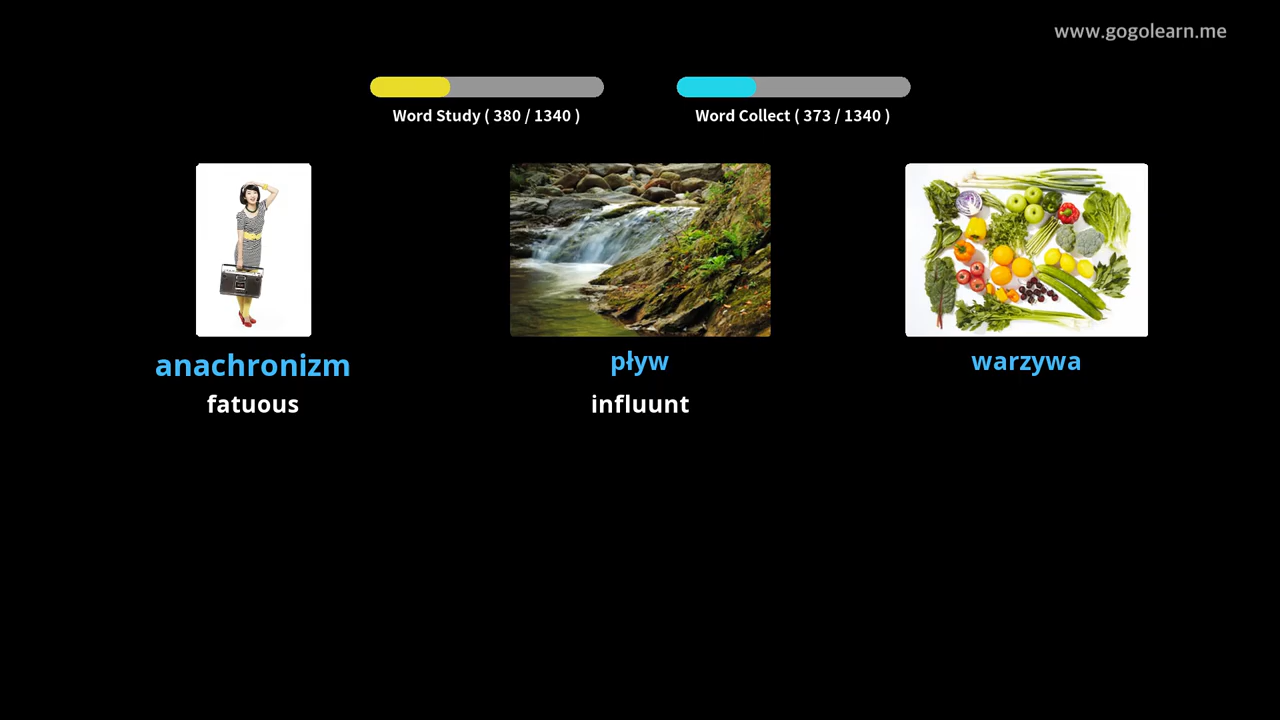 www.gogolearn.me
Word Study ( 380 / 1340 )
Word Collect ( 373 / 1340 )
anachronizm
pływ
warzywa
fatuous
influunt